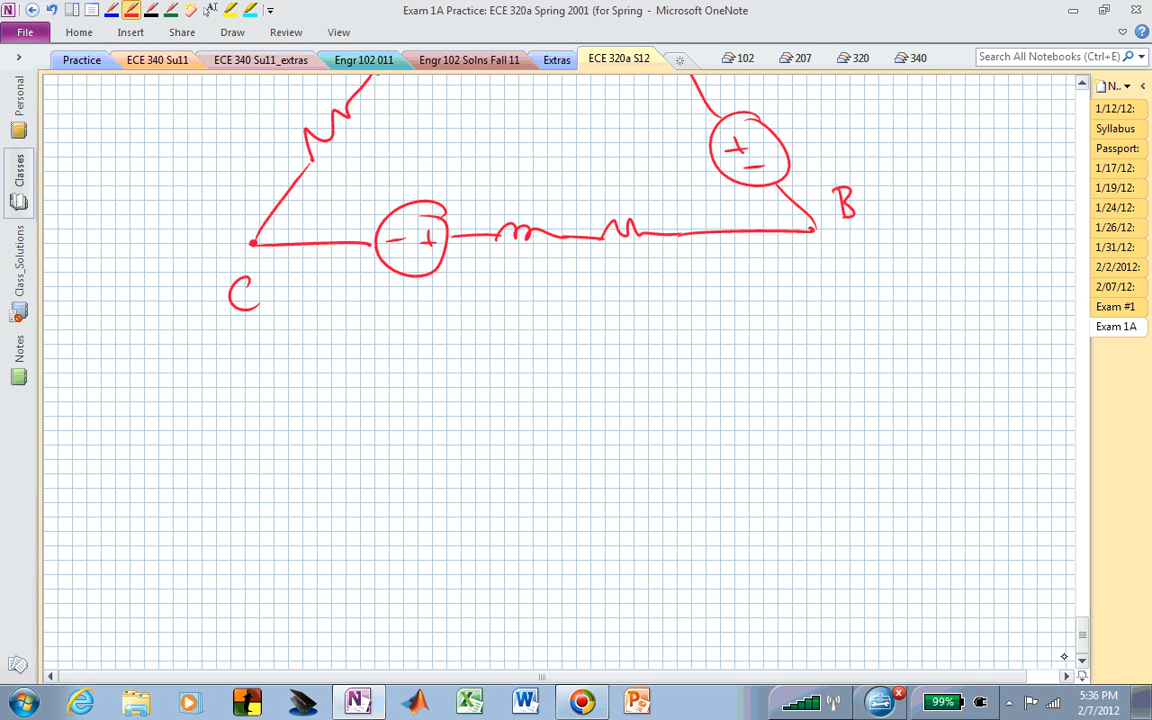 Exam 1A Practice: ECE 320a Spring 2001 (for Spring - Microsoft OneNote
File Home Insert Share Draw Review View
Practice ECE 340 Su11 ECE 340 Su11_extras Engr 102 011 Engr 102 Solns Fall 11 Extras ECE 320a S12 102 207 320 340 Search All Notebooks (Ctrl+E)
N..
Personal
Classes
Class_Solutions
Notes
1/12/12:
Syllabus
Passport:
1/17/12:
1/19/12:
1/24/12:
1/26/12:
1/31/12:
2/2/2012:
2/07/12:
Exam #1
Exam 1A
+
-
B
- +
C
99%
5:36 PM
2/7/2012